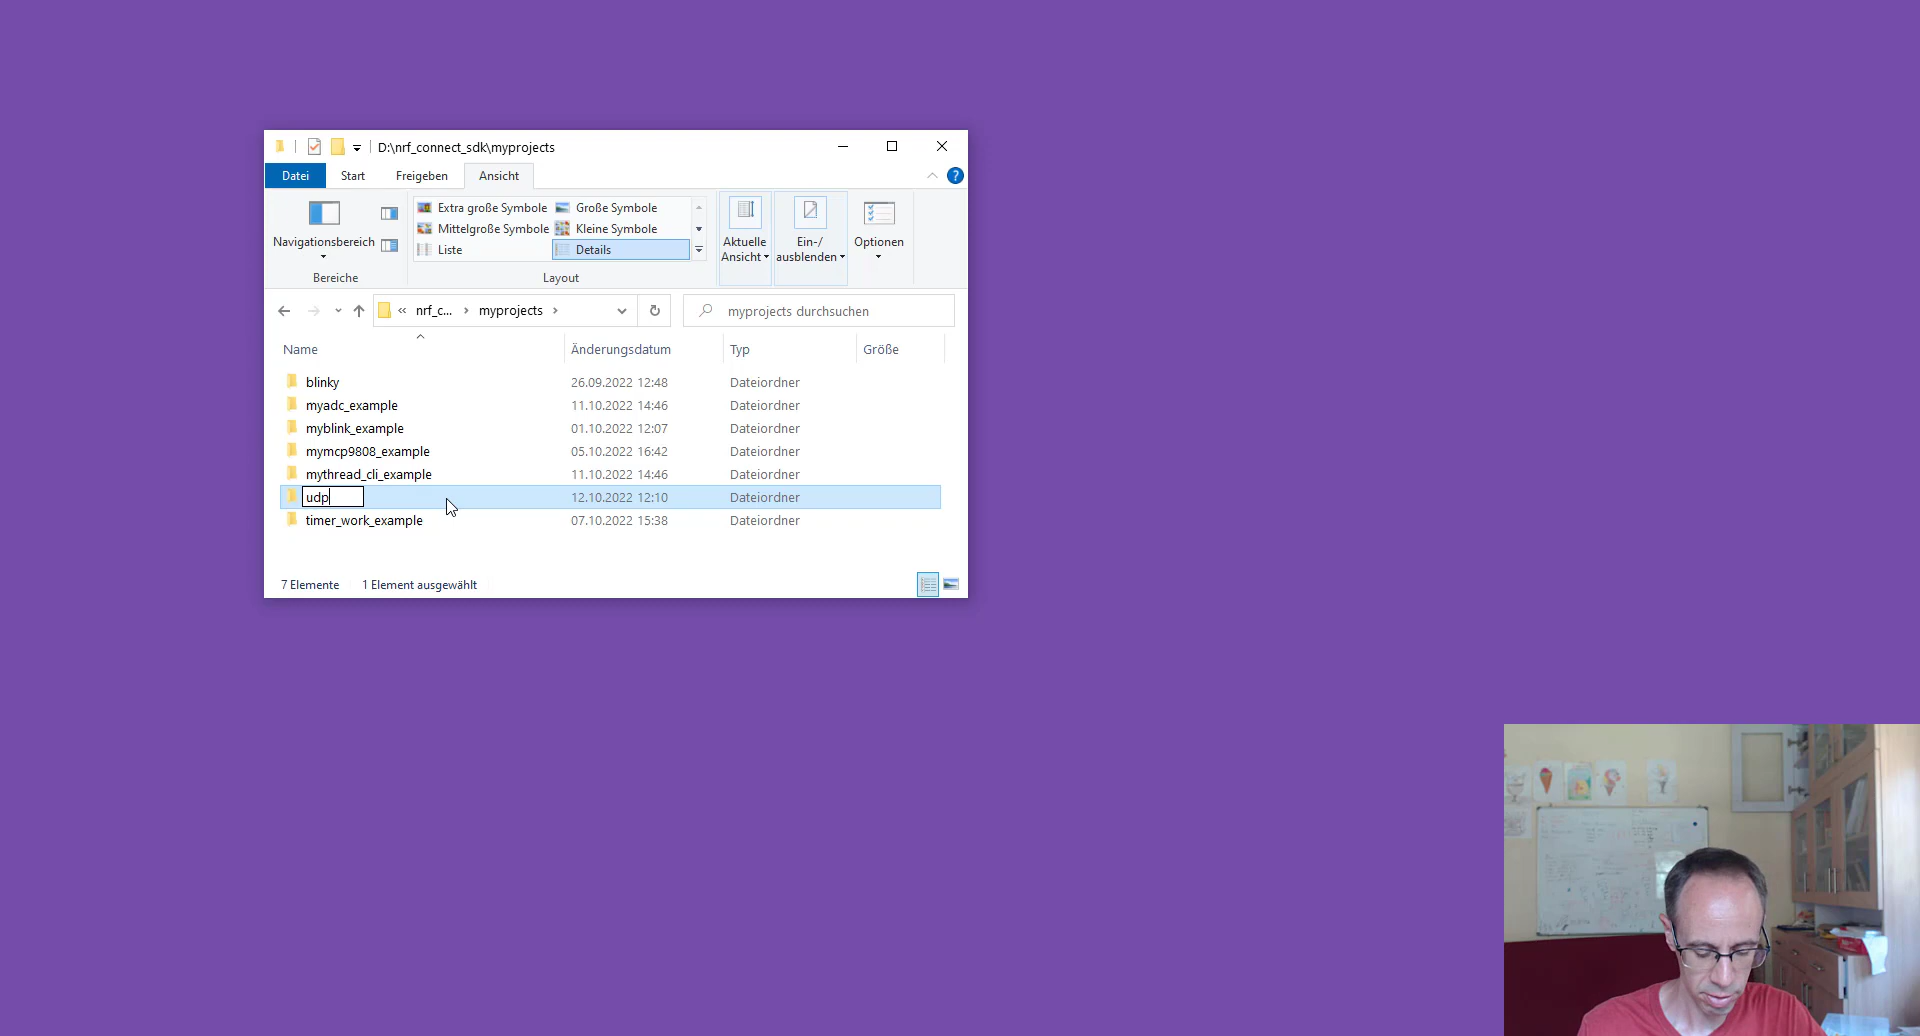 D:\nrf_connect_sdk\myprojects
Datei Start Freigeben Ansicht ?
Extra große Symbole Große Symbole
Mittelgroße Symbole Kleine Symbole
Liste Details
Navigationsbereich
Aktuelle Ansicht
Ein-/ausblenden
Optionen
Bereiche Layout
« nrf_c... > myprojects > myprojects durchsuchen
Name Änderungsdatum Typ Größe
blinky 26.09.2022 12:48 Dateiordner
myadc_example 11.10.2022 14:46 Dateiordner
myblink_example 01.10.2022 12:07 Dateiordner
mymcp9808_example 05.10.2022 16:42 Dateiordner
mythread_cli_example 11.10.2022 14:46 Dateiordner
udp 12.10.2022 12:10 Dateiordner
timer_work_example 07.10.2022 15:38 Dateiordner
7 Elemente 1 Element ausgewählt